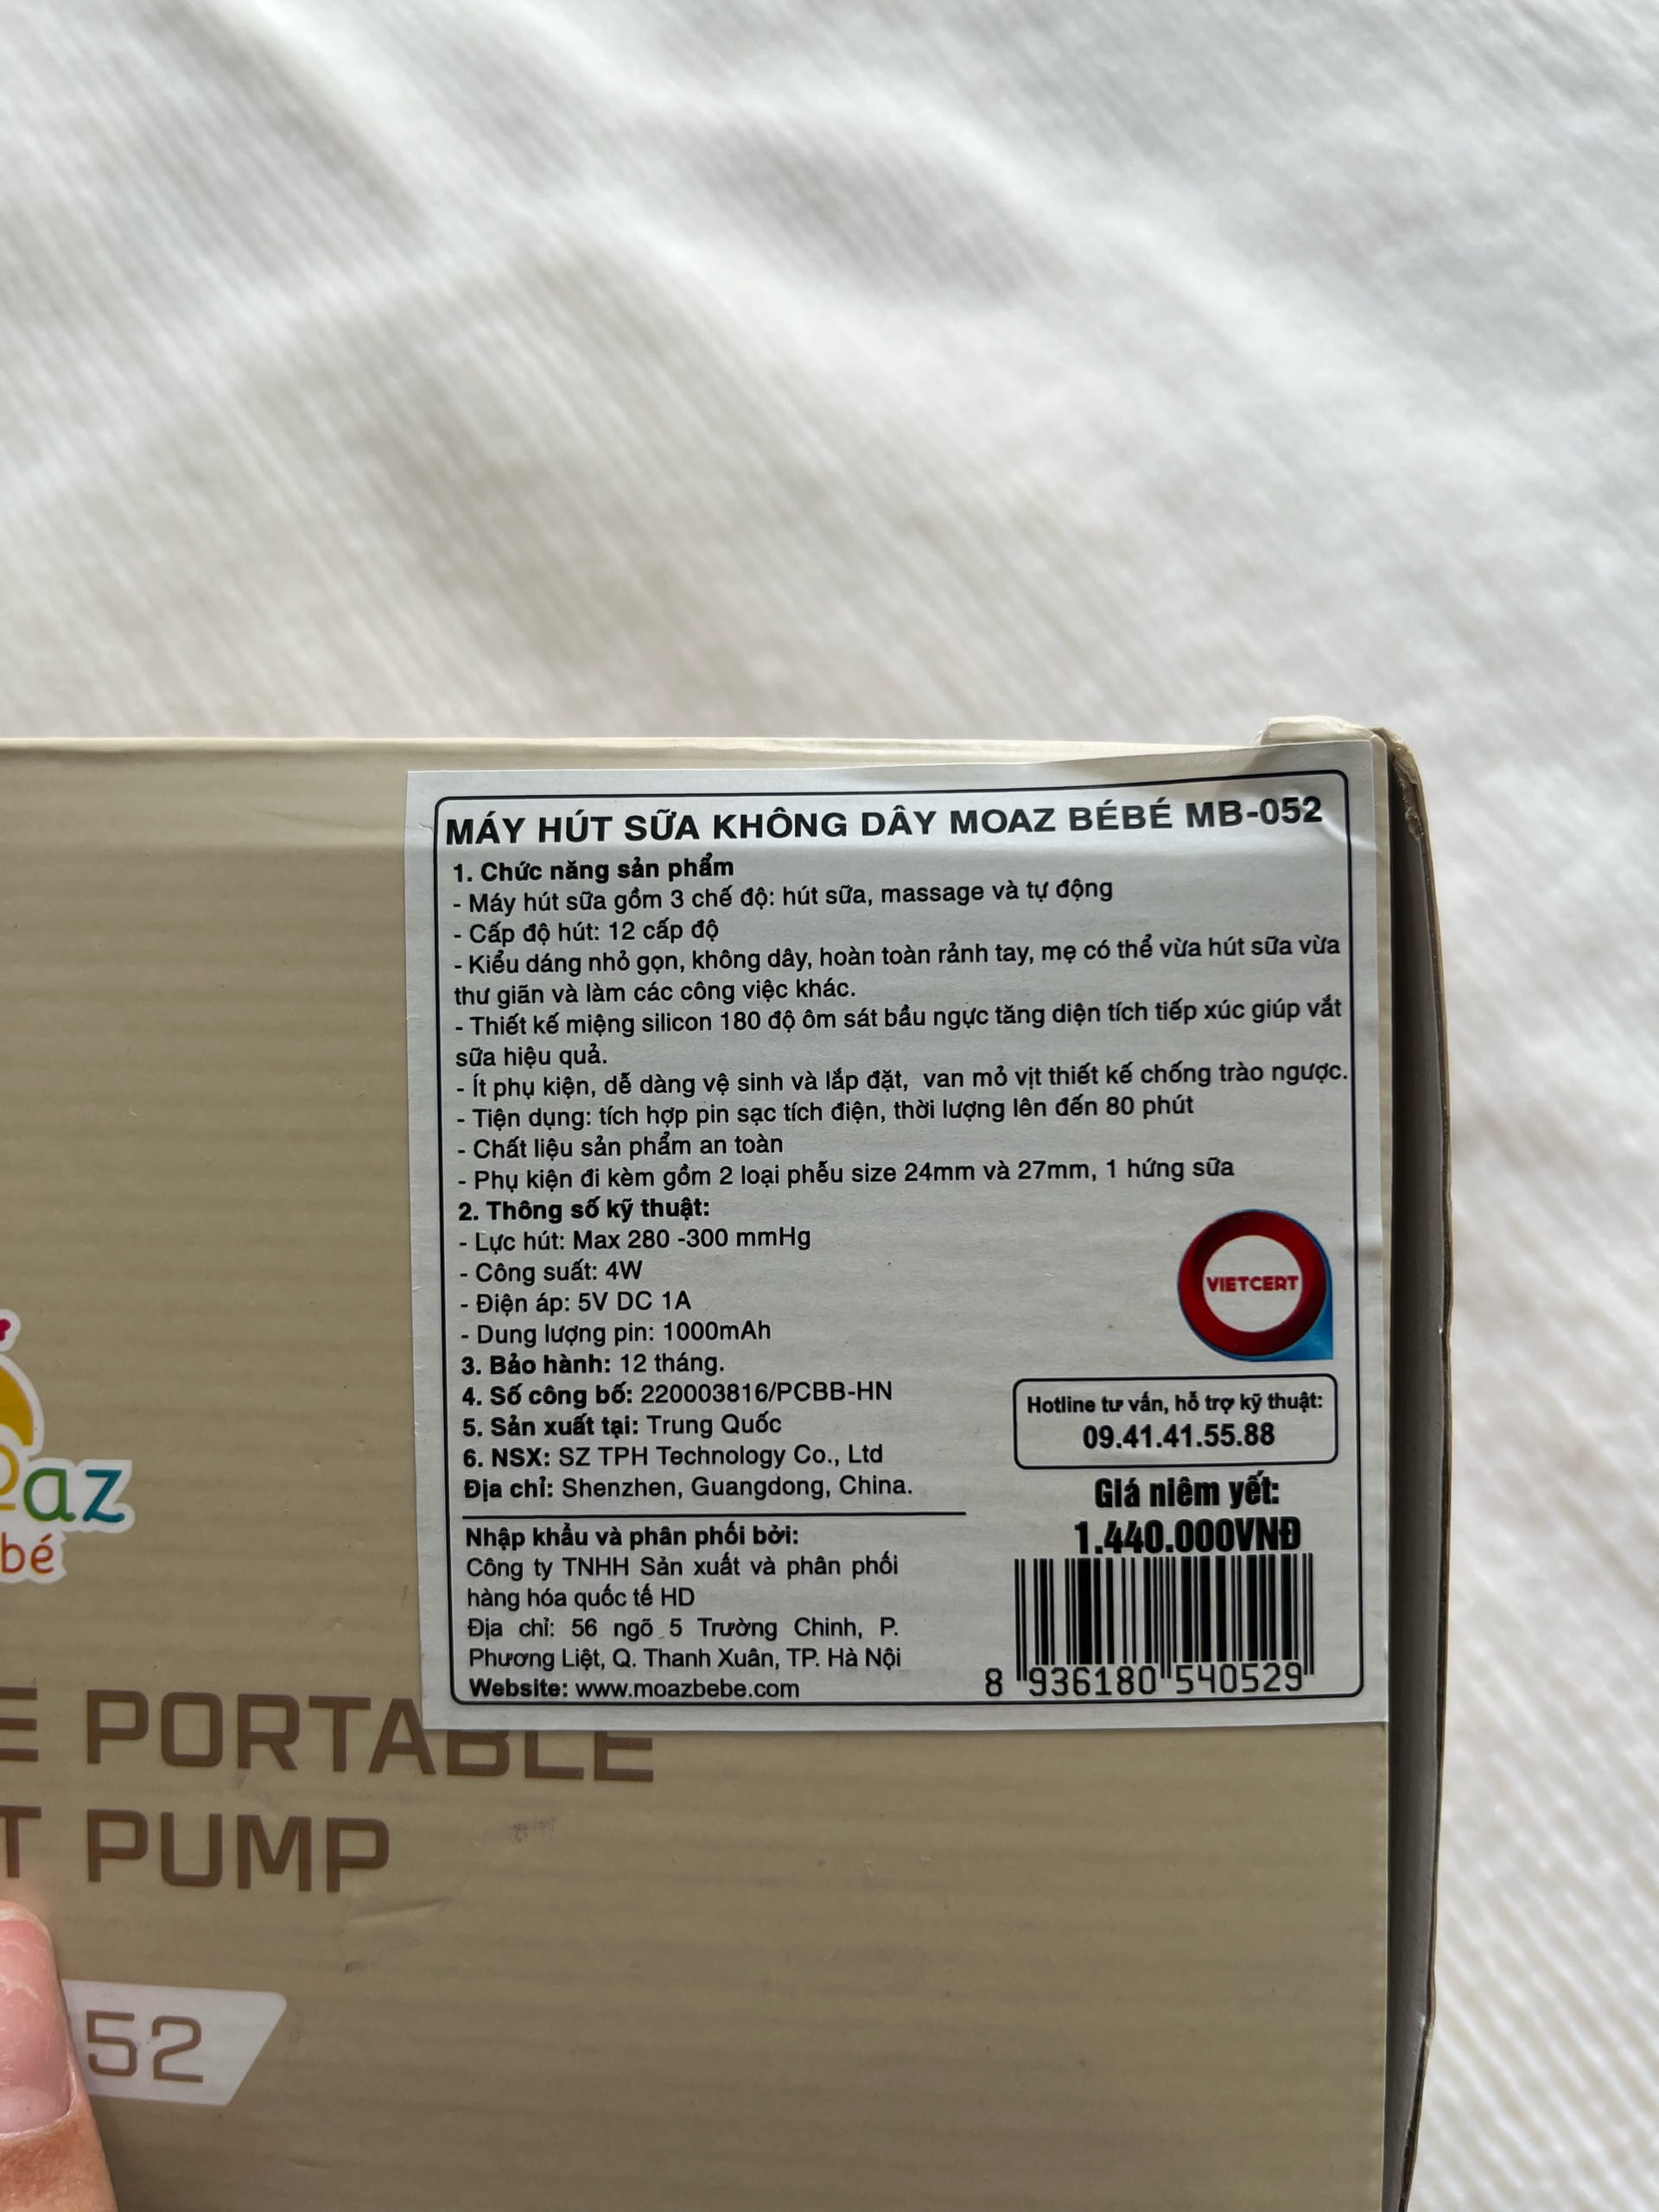 MÁY HÚT SỮA KHÔNG DÂY MOAZ BÉBÉ MB-052
1. Chức năng sản phẩm
- Máy hút sữa gồm 3 chế độ: hút sữa, massage và tự động
- Cấp độ hút: 12 cấp độ
- Kiểu dáng nhỏ gọn, không dây, hoàn toàn rảnh tay, mẹ có thể vừa hút sữa vừa
thư giãn và làm các công việc khác.
- Thiết kế miệng silicon 180 độ ôm sát bầu ngực tăng diện tích tiếp xúc giúp vắt
sữa hiệu quả.
- Ít phụ kiện, dễ dàng vệ sinh và lắp đặt, van mỏ vịt thiết kế chống trào ngược.
- Tiện dụng: tích hợp pin sạc tích điện, thời lượng lên đến 80 phút
- Chất liệu sản phẩm an toàn
- Phụ kiện đi kèm gồm 2 loại phễu size 24mm và 27mm, 1 hứng sữa
2. Thông số kỹ thuật:
- Lực hút: Max 280 -300 mmHg
- Công suất: 4W
- Điện áp: 5V DC 1A
- Dung lượng pin: 1000mAh
3. Bảo hành: 12 tháng.
4. Số công bố: 220003816/PCBB-HN
5. Sản xuất tại: Trung Quốc
6. NSX: SZ TPH Technology Co., Ltd
Địa chỉ: Shenzhen, Guangdong, China.
Nhập khẩu và phân phối bởi:
Công ty TNHH Sản xuất và phân phối
hàng hóa quốc tế HD
Địa chỉ: 56 ngõ 5 Trường Chinh, P.
Phương Liệt, Q. Thanh Xuân, TP. Hà Nội
Website: www.moazbebe.com
VIETCERT
Hotline tư vấn, hỗ trợ kỹ thuật:
09.41.41.55.88
Giá niêm yết:
1.440.000VNĐ
8 936180 540529
az
bé
E PORTABLE
T PUMP
52